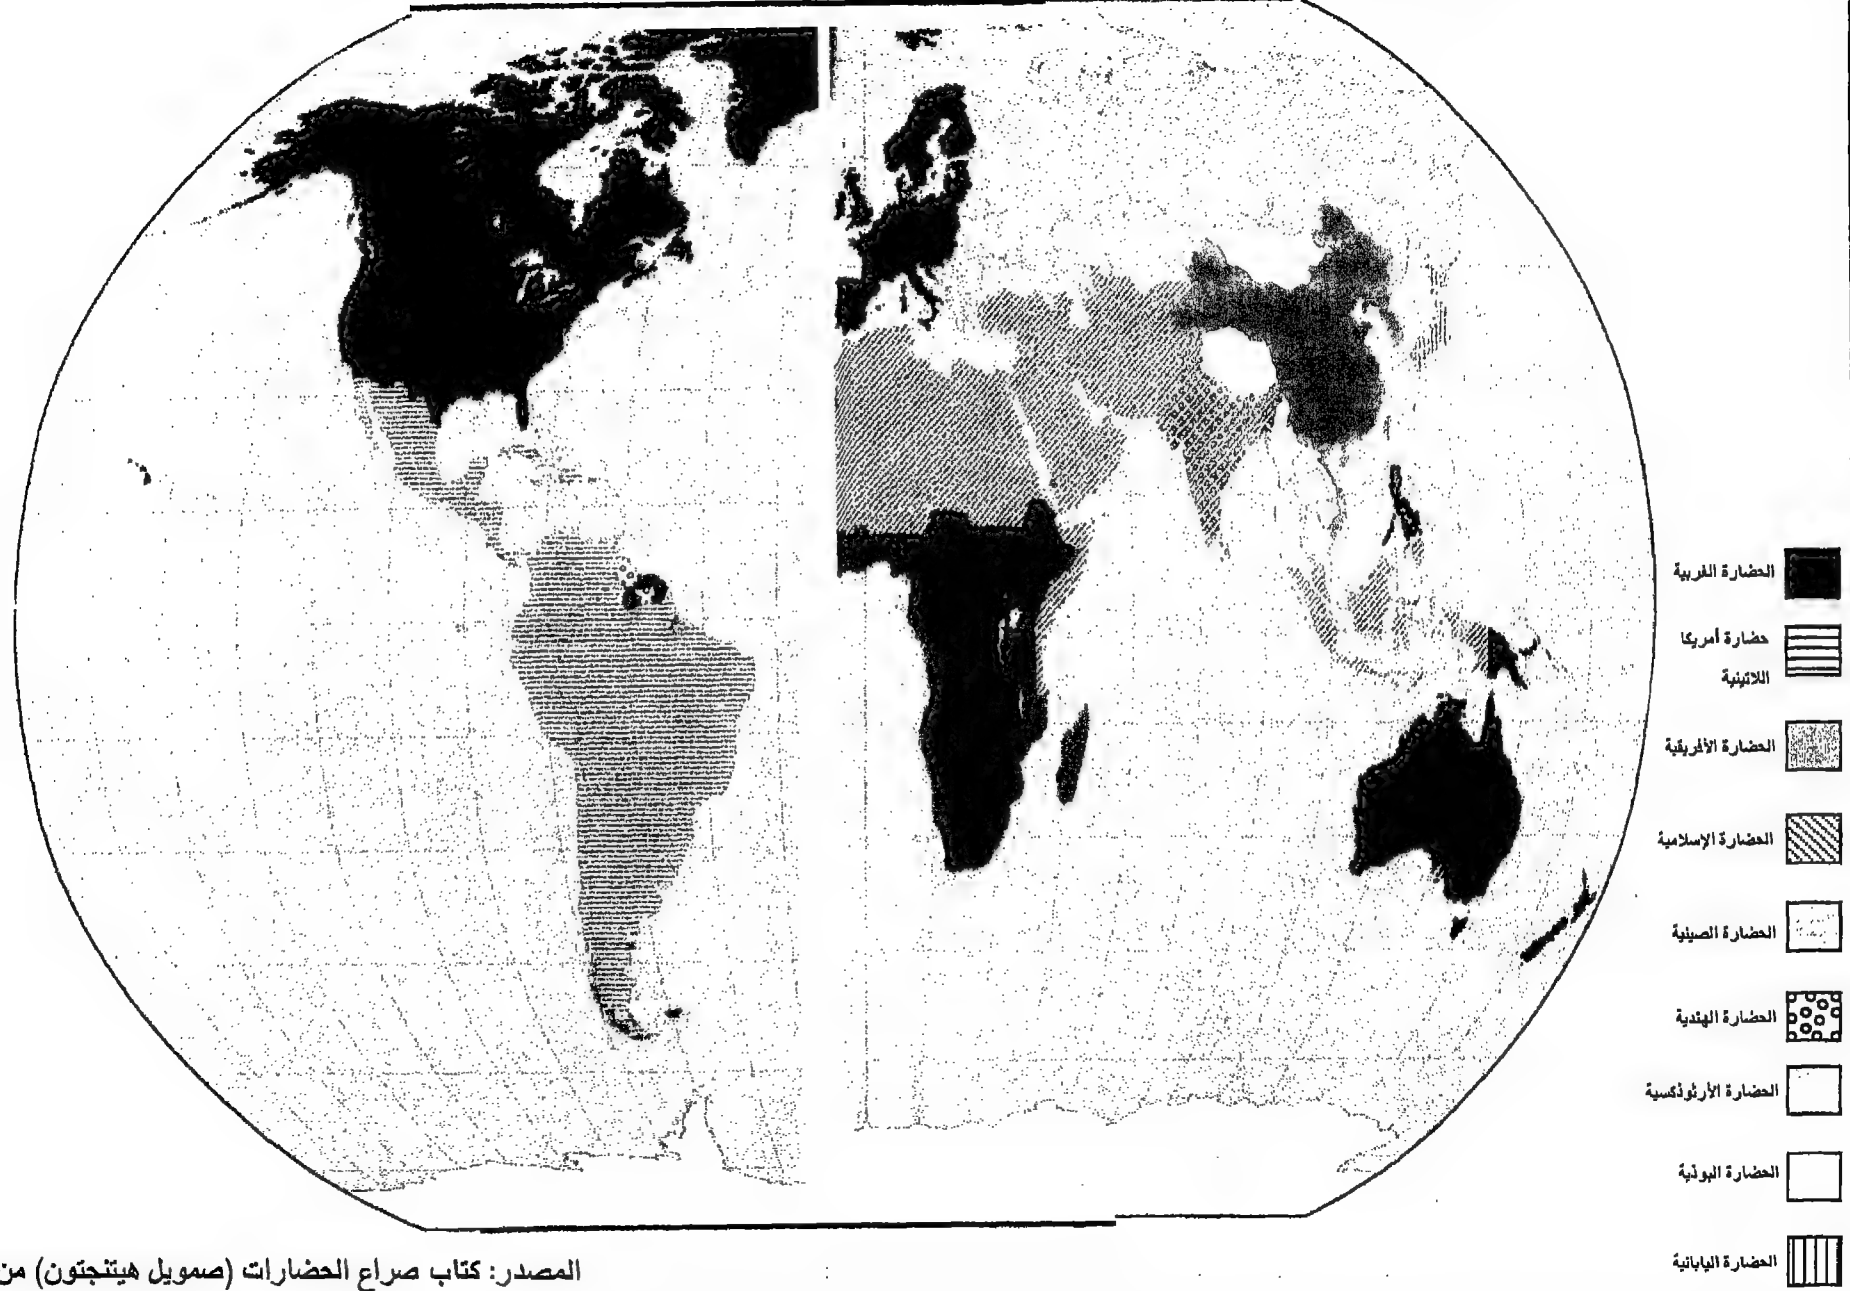 الحضارة الغربية
حضارة أمريكا
اللاتينية
الحضارة الأفريقية
الحضارة الإسلامية
الحضارة الصينية
الحضارة الهندية
الحضارة الأرثوذكسية
الحضارة البوذية
الحضارة اليابانية
المصدر: كتاب صراع الحضارات (صمويل هيتنجتون) من